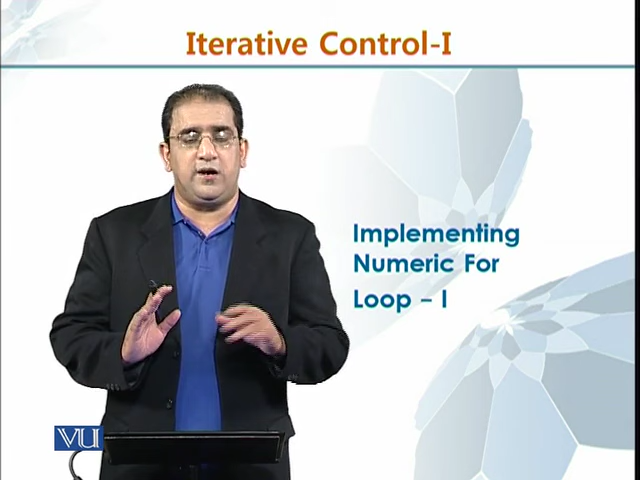 Iterative Control-I
Implementing
Numeric For
Loop – I
VU